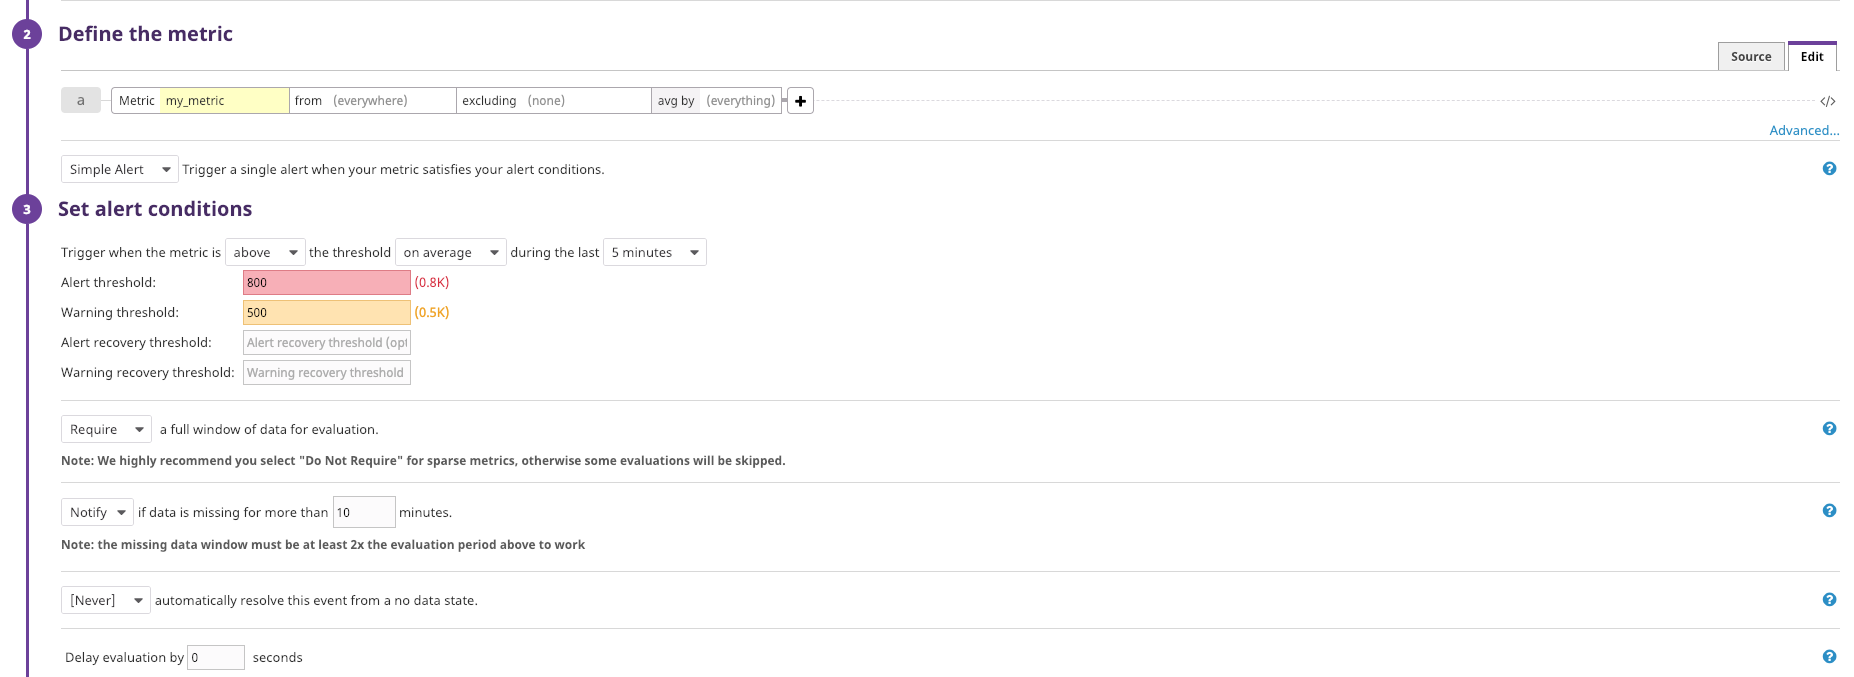 2 Define the metric
Source Edit
a Metric my_metric from (everywhere) excluding (none) avg by (everything) + </>
Advanced...
Simple Alert Trigger a single alert when your metric satisfies your alert conditions. ?
3 Set alert conditions
Trigger when the metric is above the threshold on average during the last 5 minutes
Alert threshold: 800 (0.8K)
Warning threshold: 500 (0.5K)
Alert recovery threshold: Alert recovery threshold (opt
Warning recovery threshold: Warning recovery threshold
Require a full window of data for evaluation. ?
Note: We highly recommend you select "Do Not Require" for sparse metrics, otherwise some evaluations will be skipped.
Notify if data is missing for more than 10 minutes. ?
Note: the missing data window must be at least 2x the evaluation period above to work
[Never] automatically resolve this event from a no data state. ?
Delay evaluation by 0 seconds ?